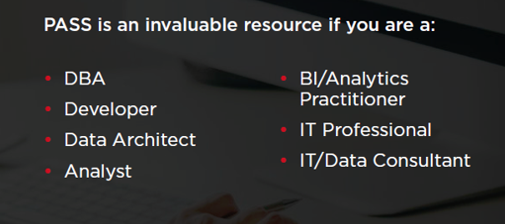 PASS is an invaluable resource if you are a:
• DBA
• Developer
• Data Architect
• Analyst
• BI/Analytics
Practitioner
• IT Professional
• IT/Data Consultant